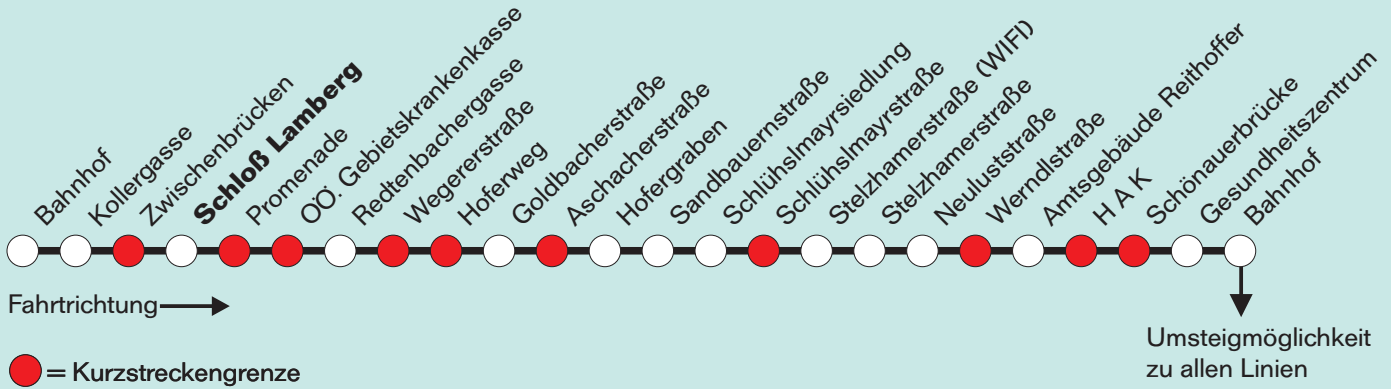 Bahnhof
Kollergasse
Zwischenbrücken
Schloß Lamberg
Promenade
OÖ. Gebietskrankenkasse
Redtenbachergasse
Wegererstraße
Hoferweg
Goldbacherstraße
Aschacherstraße
Hofergraben
Sandbauernstraße
Schlühslmayrsiedlung
Schlühslmayrstraße
Stelzhamerstraße (WIFI)
Stelzhamerstraße
Neuluststraße
Werndlstraße
Amtsgebäude Reithoffer
H A K
Schönauerbrücke
Gesundheitszentrum
Bahnhof
Fahrtrichtung
Umsteigmöglichkeit
zu allen Linien
= Kurzstreckengrenze